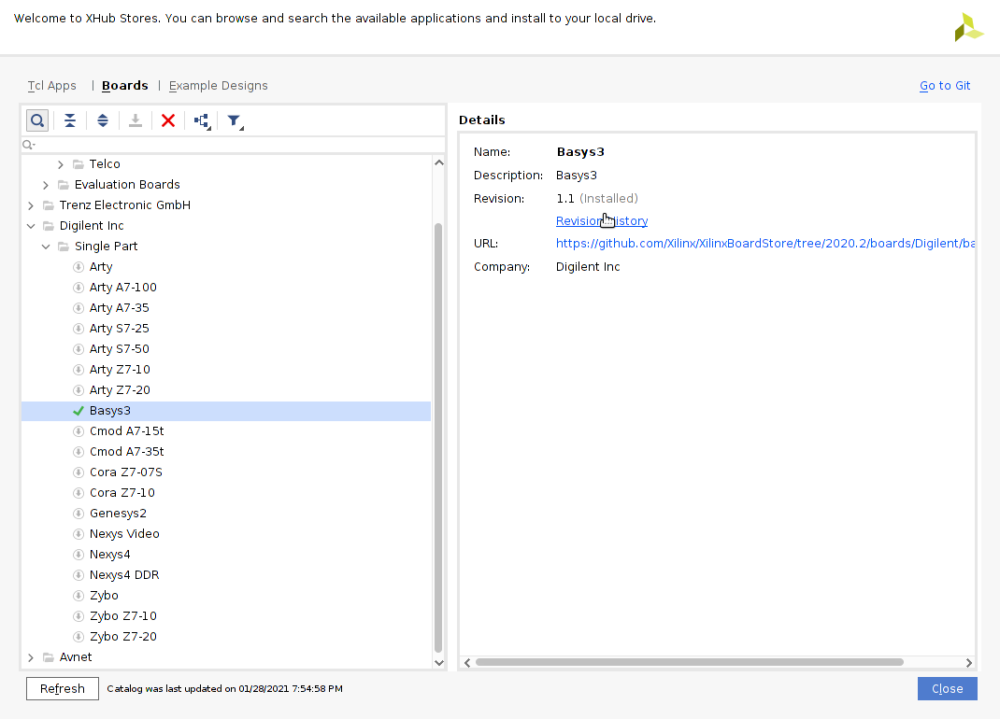 Welcome to XHub Stores. You can browse and search the available applications and install to your local drive.
Tcl Apps | Boards | Example Designs
Go to Git
Telco
Evaluation Boards
Trenz Electronic GmbH
Digilent Inc
Single Part
Arty
Arty A7-100
Arty A7-35
Arty S7-25
Arty S7-50
Arty Z7-10
Arty Z7-20
Basys3
Cmod A7-15t
Cmod A7-35t
Cora Z7-07S
Cora Z7-10
Genesys2
Nexys Video
Nexys4
Nexys4 DDR
Zybo
Zybo Z7-10
Zybo Z7-20
Avnet
Details
Name: Basys3
Description: Basys3
Revision: 1.1 (Installed)
Revision History
URL: https://github.com/Xilinx/XilinxBoardStore/tree/2020.2/boards/Digilent/ba
Company: Digilent Inc
Refresh
Catalog was last updated on 01/28/2021 7:54:58 PM
Close